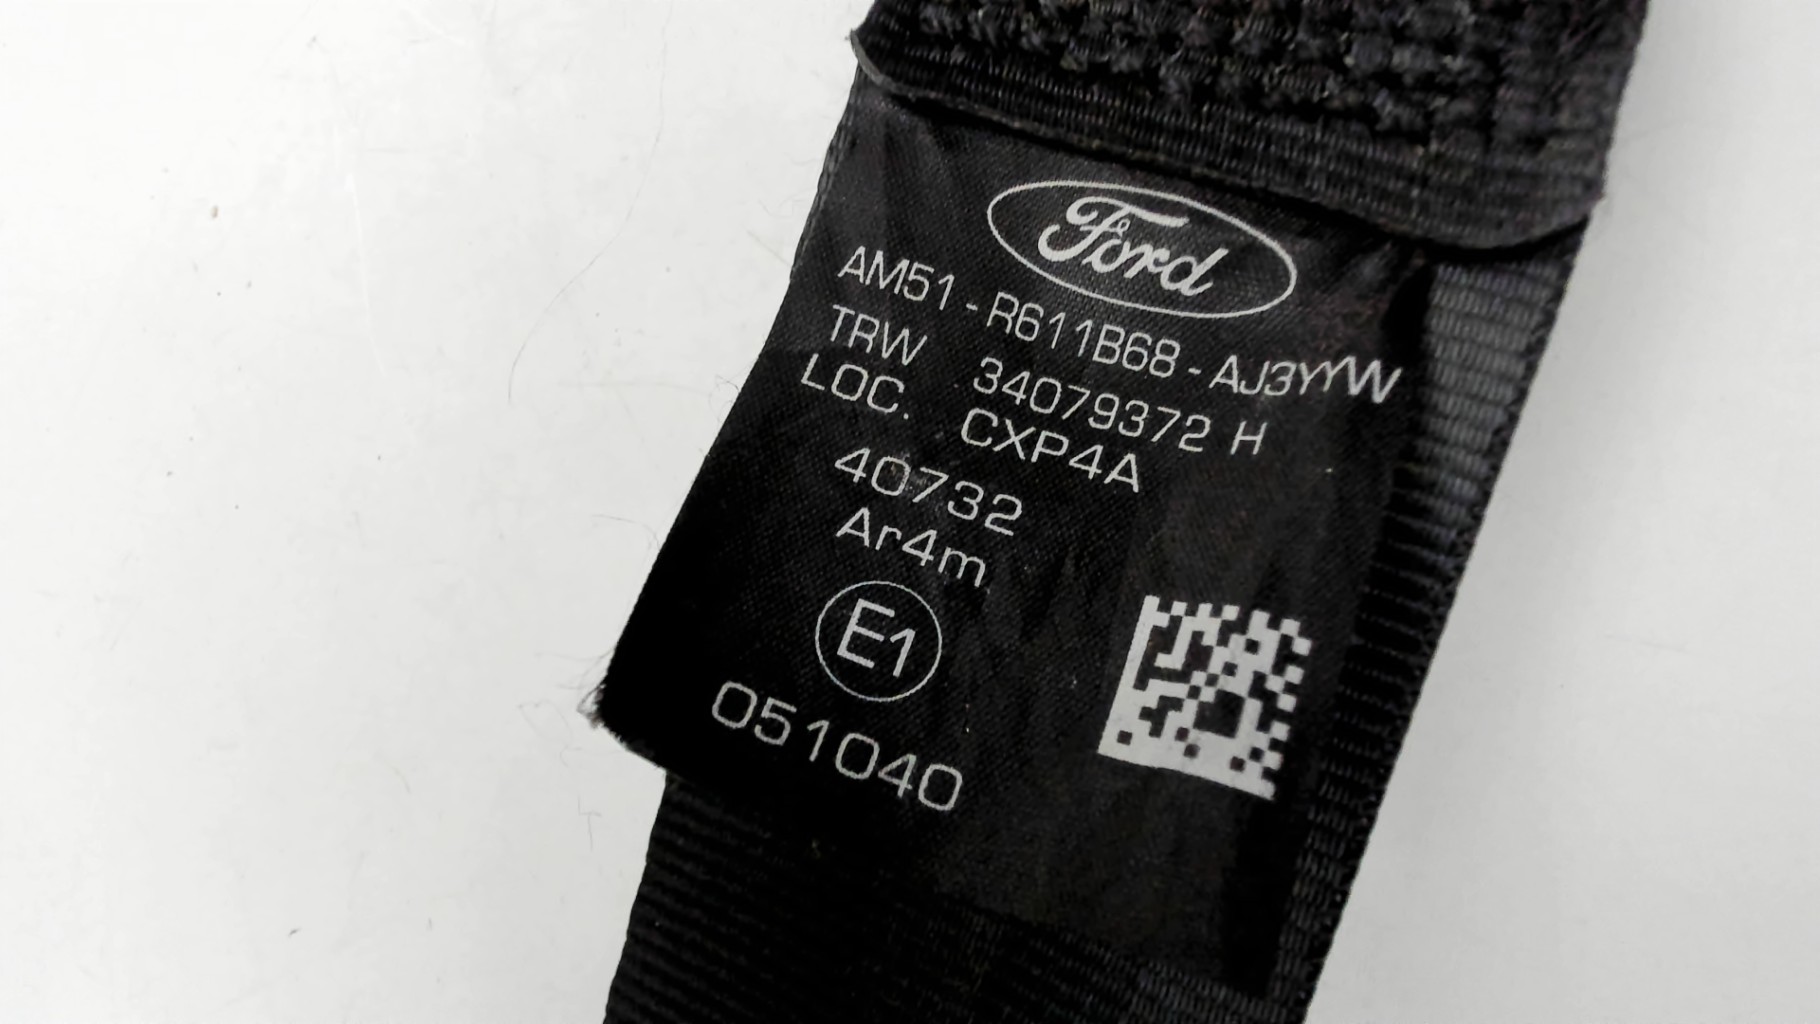 Ford
AM51-R611B68-AJ3YYW
TRW 34079372 H
LOC. CXP4A
40732
Ar4m
E1
051040